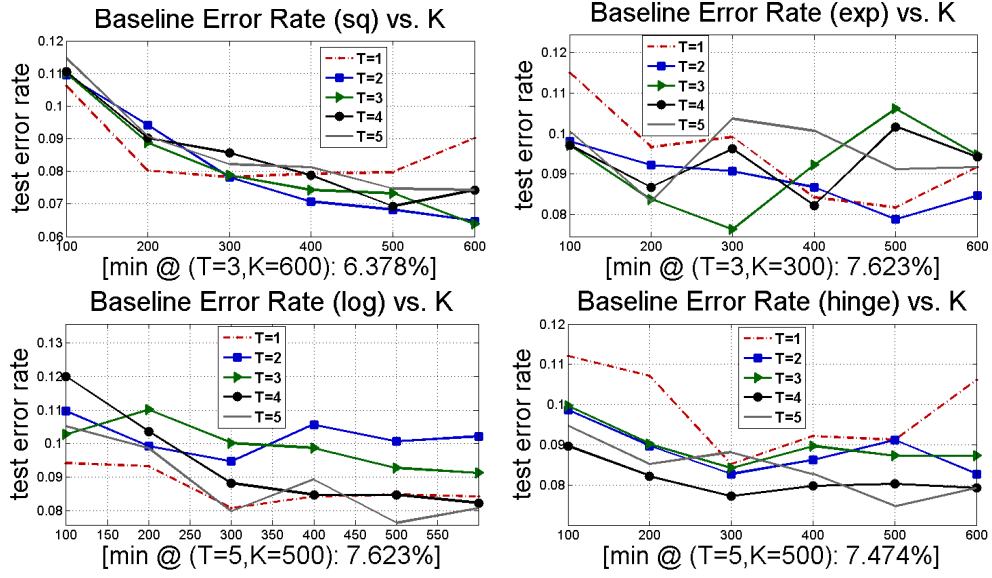 Baseline Error Rate (sq) vs. K
0.12
0.11
0.1
0.09
0.08
0.07
0.06
test error rate
T=1
T=2
T=3
T=4
T=5
100 200 300 400 500 600
[min @ (T=3,K=600): 6.378%]
Baseline Error Rate (exp) vs. K
0.12
0.11
0.1
0.09
0.08
test error rate
T=1
T=2
T=3
T=4
T=5
100 200 300 400 500 600
[min @ (T=3,K=300): 7.623%]
Baseline Error Rate (log) vs. K
0.13
0.12
0.11
0.1
0.09
0.08
test error rate
T=1
T=2
T=3
T=4
T=5
100 150 200 250 300 350 400 450 500 550
[min @ (T=5,K=500): 7.623%]
Baseline Error Rate (hinge) vs. K
0.12
0.11
0.1
0.09
0.08
test error rate
T=1
T=2
T=3
T=4
T=5
100 200 300 400 500 600
[min @ (T=5,K=500): 7.474%]